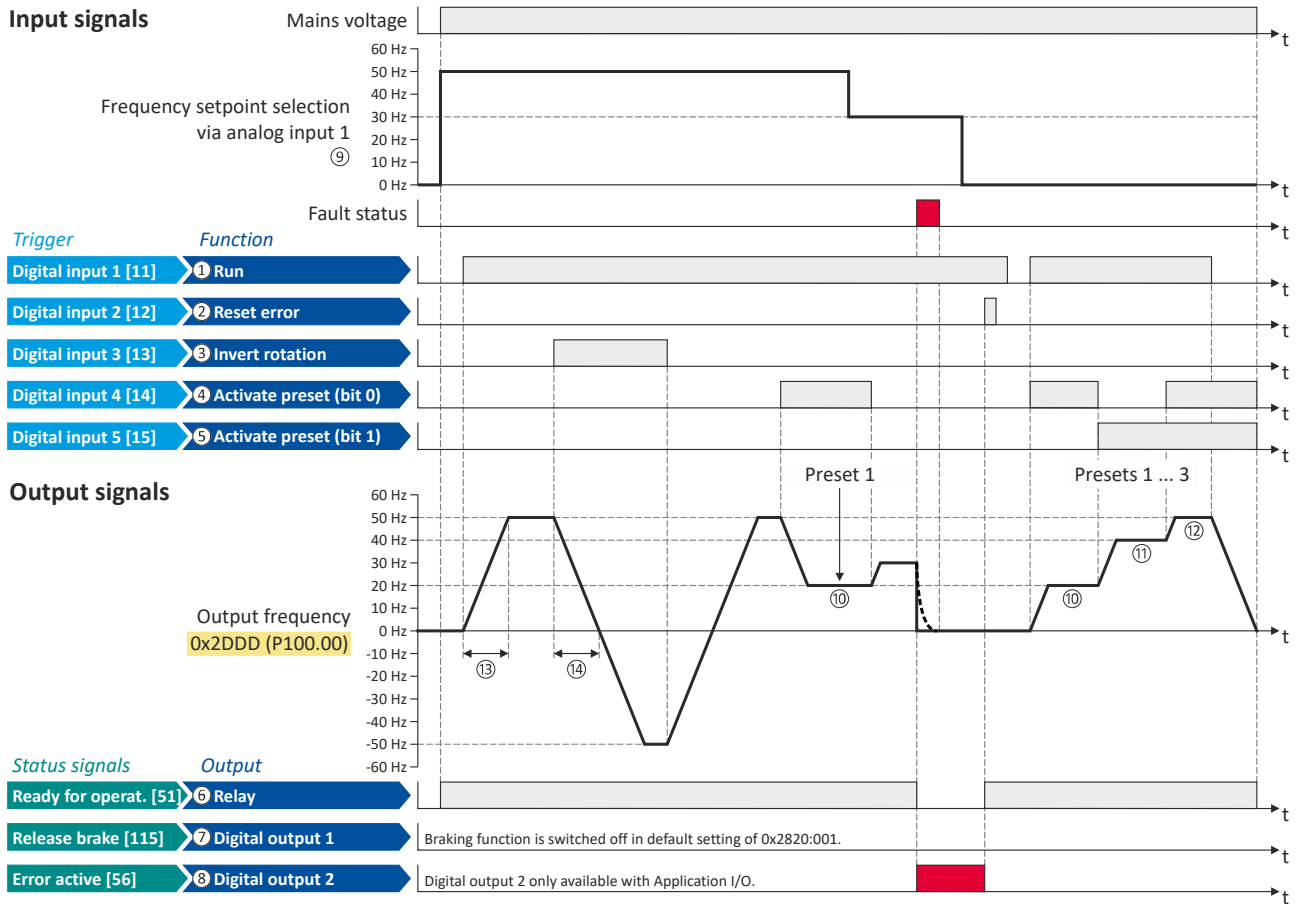 Input signals
Mains voltage
t
60 Hz
50 Hz
40 Hz
30 Hz
20 Hz
10 Hz
0 Hz
Frequency setpoint selection
via analog input 1
⑨
t
Fault status
t
Trigger Function
Digital input 1 [11] ① Run
t
Digital input 2 [12] ② Reset error
t
Digital input 3 [13] ③ Invert rotation
t
Digital input 4 [14] ④ Activate preset (bit 0)
t
Digital input 5 [15] ⑤ Activate preset (bit 1)
t
Output signals
Preset 1
Presets 1 ... 3
60 Hz
50 Hz
40 Hz
30 Hz
20 Hz
10 Hz
0 Hz
-10 Hz
-20 Hz
-30 Hz
-40 Hz
-50 Hz
-60 Hz
Output frequency
0x2DDD (P100.00)
⑩
⑩
⑪
⑫
t
⑬
⑭
Status signals Output
Ready for operat. [51] ⑥ Relay
t
Release brake [115] ⑦ Digital output 1
Braking function is switched off in default setting of 0x2820:001.
t
Error active [56] ⑧ Digital output 2
Digital output 2 only available with Application I/O.
t